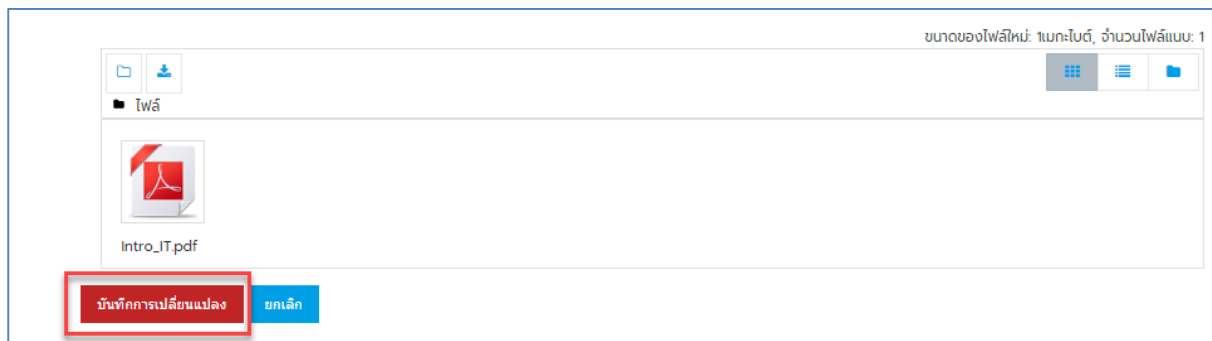 ขนาดของไฟล์ใหม่: 1เมกะไบต์, จำนวนไฟล์แนบ: 1
ไฟล์
Intro_IT.pdf
บันทึกการเปลี่ยนแปลง ยกเลิก